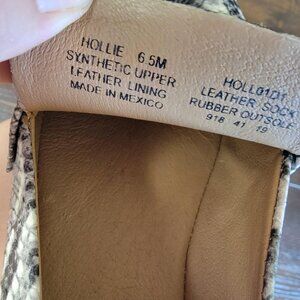 HOLLIE 6.5M
SYNTHETIC UPPER
LEATHER LINING
MADE IN MEXICO
HOLL01D1
LEATHER SOCK
RUBBER OUTSOLE
918 41 19